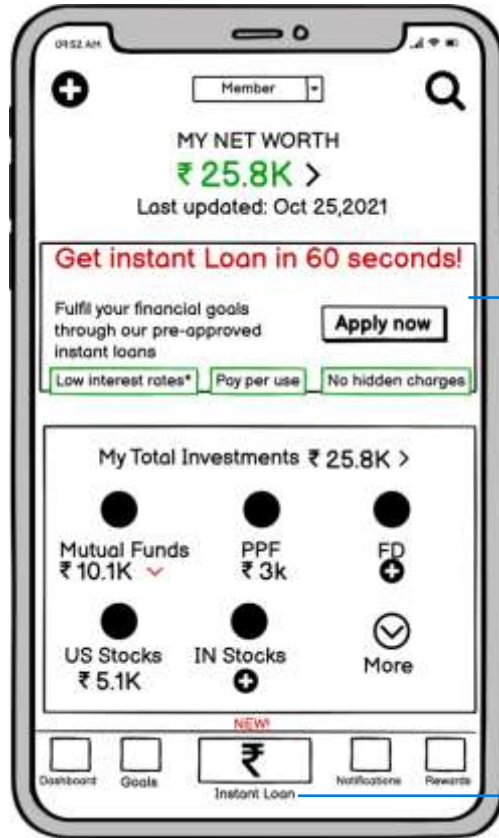 09:52 AM
Member
MY NET WORTH
₹ 25.8K >
Last updated: Oct 25,2021
Get instant Loan in 60 seconds!
Fulfil your financial goals
through our pre-approved
instant loans
Apply now
Low interest rates* Pay per use No hidden charges
My Total Investments ₹ 25.8K >
Mutual Funds PPF FD
₹ 10.1K ₹ 3k
US Stocks IN Stocks More
₹ 5.1K
NEW!
₹
Dashboard Goals Instant Loan Notifications Rewards